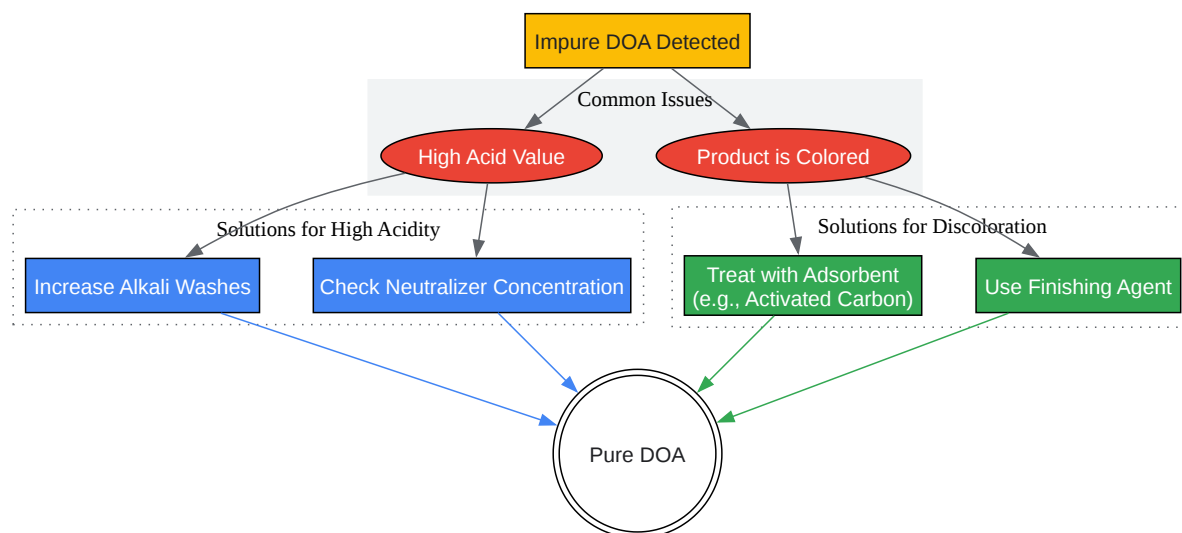 Impure DOA Detected
Common Issues
High Acid Value
Product is Colored
Solutions for High Acidity
Solutions for Discoloration
Increase Alkali Washes
Check Neutralizer Concentration
Treat with Adsorbent
(e.g., Activated Carbon)
Use Finishing Agent
Pure DOA